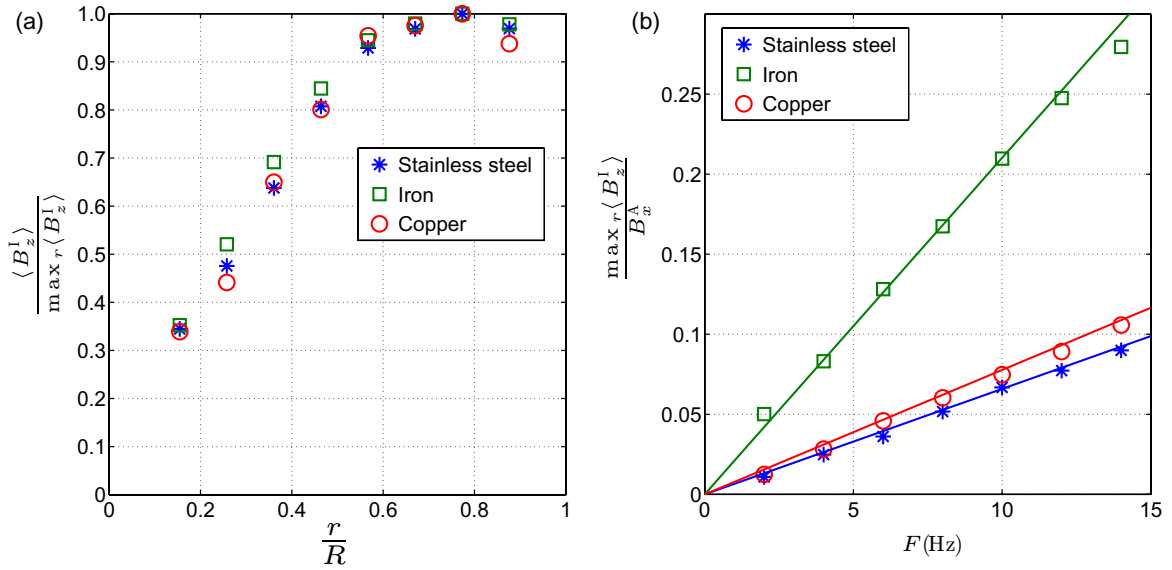 (a)
1.0
0.9
0.8
0.7
0.6
0.5
0.4
0.3
0.2
0.1
0
0 0.2 0.4 0.6 0.8 1
⟨B_z^I⟩
max_r⟨B_z^I⟩
r
R
Stainless steel
Iron
Copper
(b)
0.25
0.2
0.15
0.1
0.05
0
0 5 10 15
max_r⟨B_z^I⟩
B_x^A
F(Hz)
Stainless steel
Iron
Copper